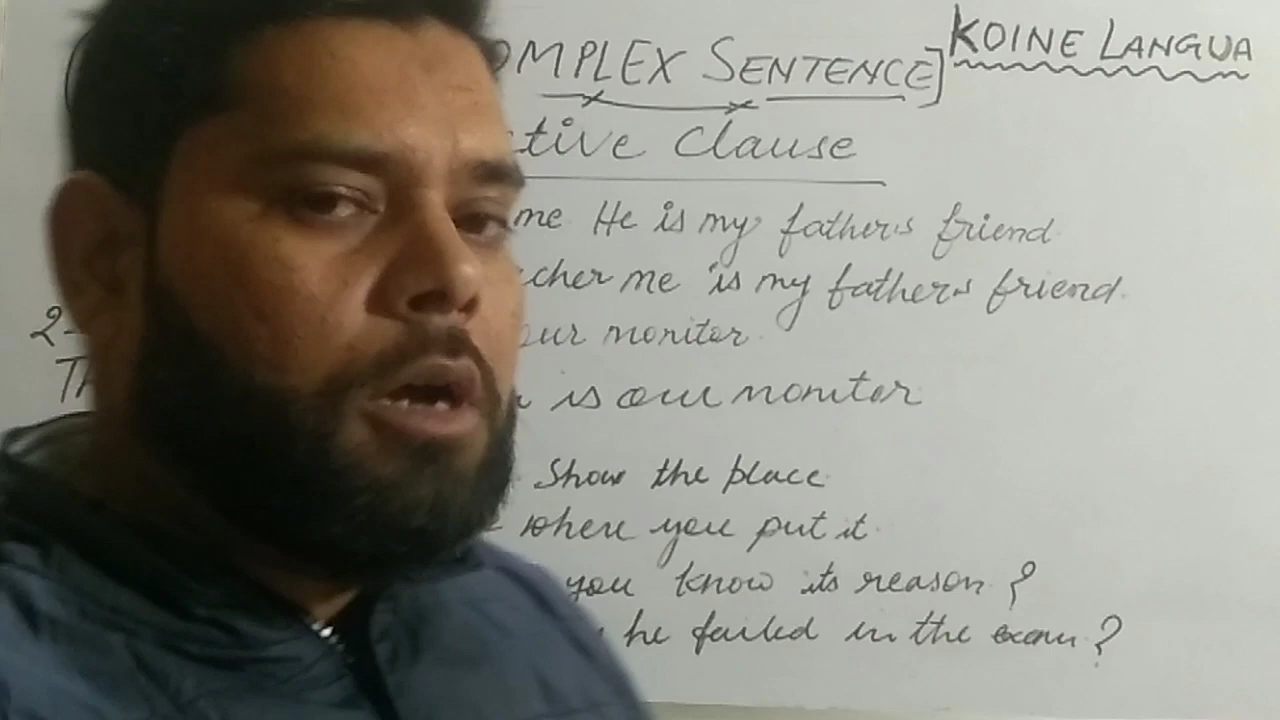 OMPLEX SENTENCE] KOINE LANGUA
tive Clause
me He is my father's friend
cher me is my father's friend.
2-
our monitor.
Th
is our monitor
Show the place
where you put it.
you know its reason?
he failed in the exam?